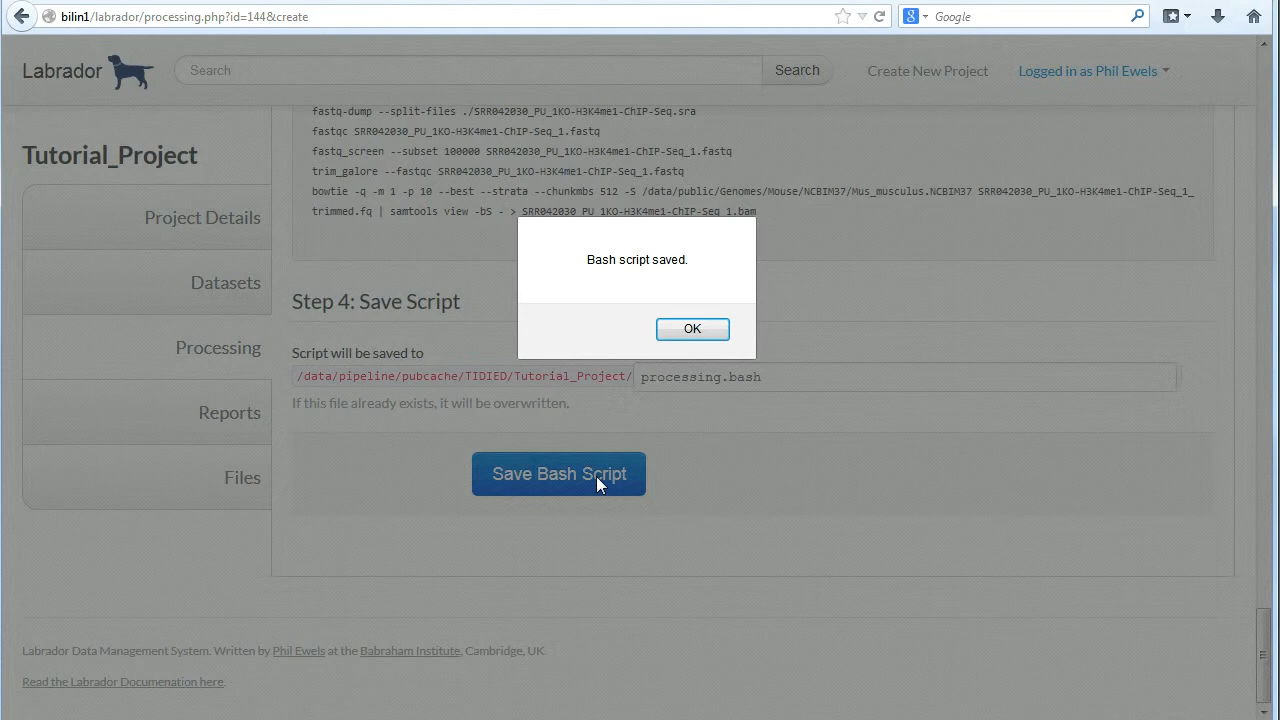 bilin1/labrador/processing.php?id=144&create
Google
Labrador
Search
Search
Create New Project
Logged in as Phil Ewels
fastq-dump --split-files ./SRR042030_PU_1KO-H3K4me1-ChIP-Seq.sra
Tutorial_Project
fastqc SRR042030_PU_1KO-H3K4me1-ChIP-Seq_1.fastq
fastq_screen --subset 100000 SRR042030_PU_1KO-H3K4me1-ChIP-Seq_1.fastq
trim_galore --fastqc SRR042030_PU_1KO-H3K4me1-ChIP-Seq_1.fastq
bowtie -q -m 1 -p 10 --best --strata --chunkmbs 512 -S /data/public/Genomes/Mouse/NCBIM37/Mus_musculus.NCBIM37 SRR042030_PU_1KO-H3K4me1-ChIP-Seq_1_
trimmed.fq | samtools view -bS - > SRR042030_PU_1KO-H3K4me1-ChIP-Seq_1.bam
Project Details
Datasets
Processing
Reports
Files
Bash script saved.
OK
Step 4: Save Script
Script will be saved to
/data/pipeline/pubcache/TIDIED/Tutorial_Project/ processing.bash
If this file already exists, it will be overwritten.
Save Bash Script
Labrador Data Management System. Written by Phil Ewels at the Babraham Institute, Cambridge, UK.
Read the Labrador Documenation here.